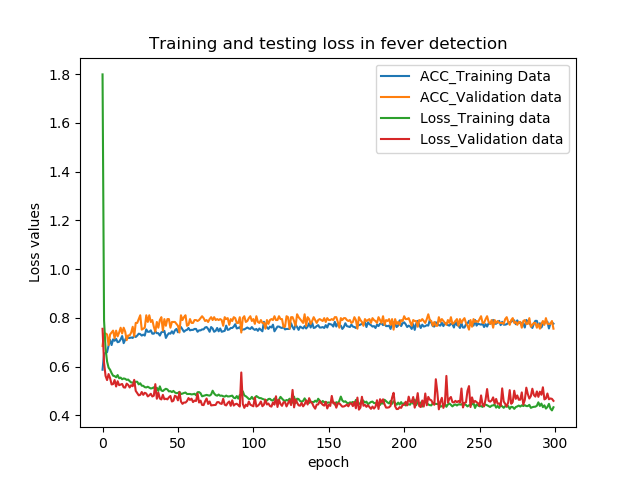 Training and testing loss in fever detection
ACC_Training Data
ACC_Validation data
Loss_Training data
Loss_Validation data
Loss values
1.8
1.6
1.4
1.2
1.0
0.8
0.6
0.4
0 50 100 150 200 250 300
epoch